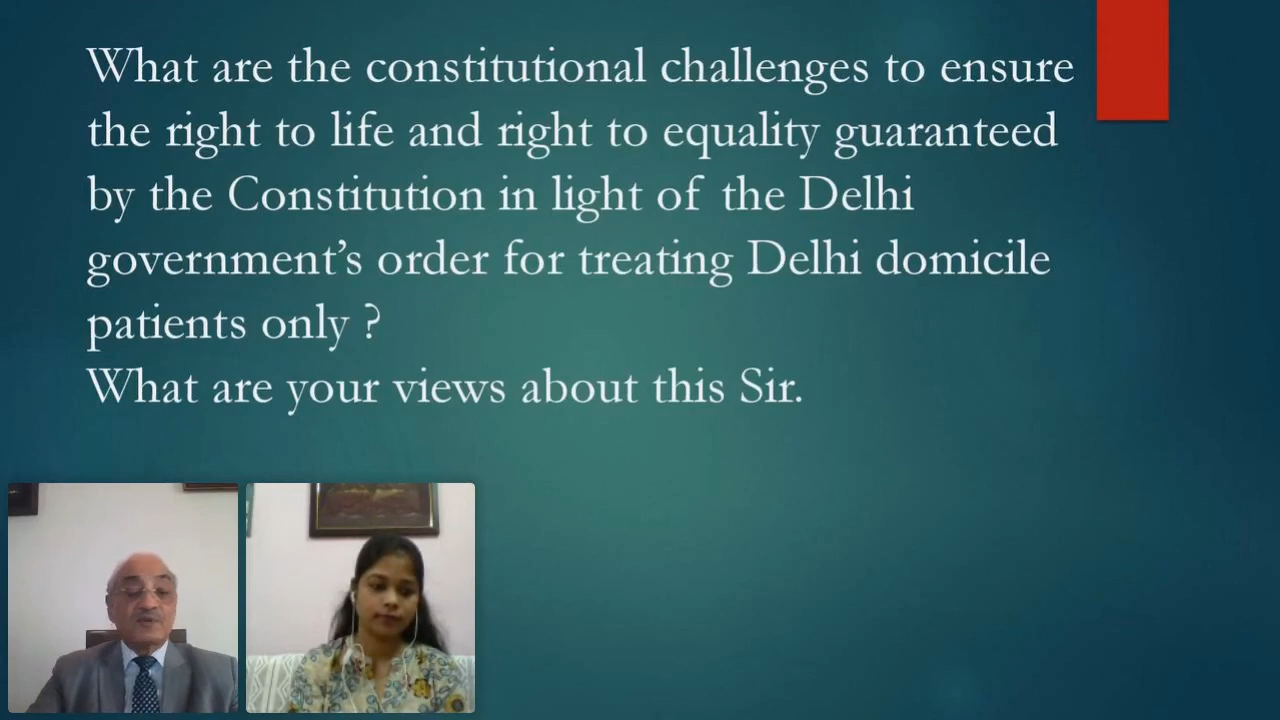 What are the constitutional challenges to ensure
the right to life and right to equality guaranteed
by the Constitution in light of the Delhi
government’s order for treating Delhi domicile
patients only ?
What are your views about this Sir.